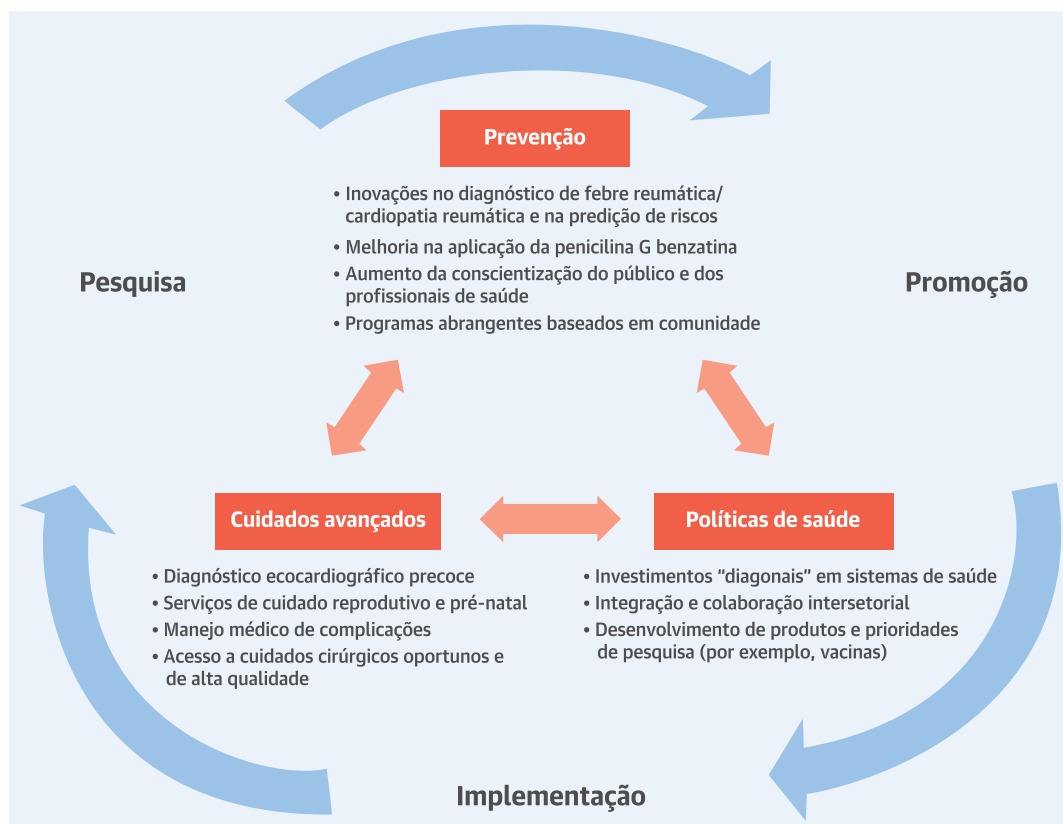 Prevenção
• Inovações no diagnóstico de febre reumática/
cardiopatia reumática e na predição de riscos
• Melhoria na aplicação da penicilina G benzatina
• Aumento da conscientização do público e dos
profissionais de saúde
• Programas abrangentes baseados em comunidade
Pesquisa
Promoção
Cuidados avançados
• Diagnóstico ecocardiográfico precoce
• Serviços de cuidado reprodutivo e pré-natal
• Manejo médico de complicações
• Acesso a cuidados cirúrgicos oportunos e
de alta qualidade
Políticas de saúde
• Investimentos “diagonais” em sistemas de saúde
• Integração e colaboração intersetorial
• Desenvolvimento de produtos e prioridades
de pesquisa (por exemplo, vacinas)
Implementação